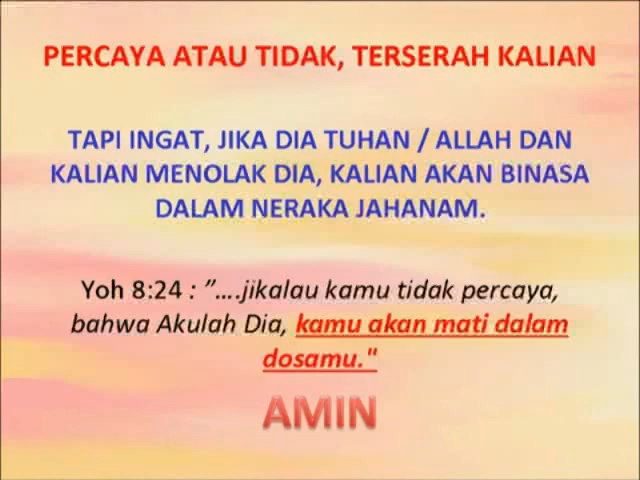 PERCAYA ATAU TIDAK, TERSERAH KALIAN
TAPI INGAT, JIKA DIA TUHAN / ALLAH DAN
KALIAN MENOLAK DIA, KALIAN AKAN BINASA
DALAM NERAKA JAHANAM.
Yoh 8:24 : ”….jikalau kamu tidak percaya,
bahwa Akulah Dia, kamu akan mati dalam
dosamu."
AMIN